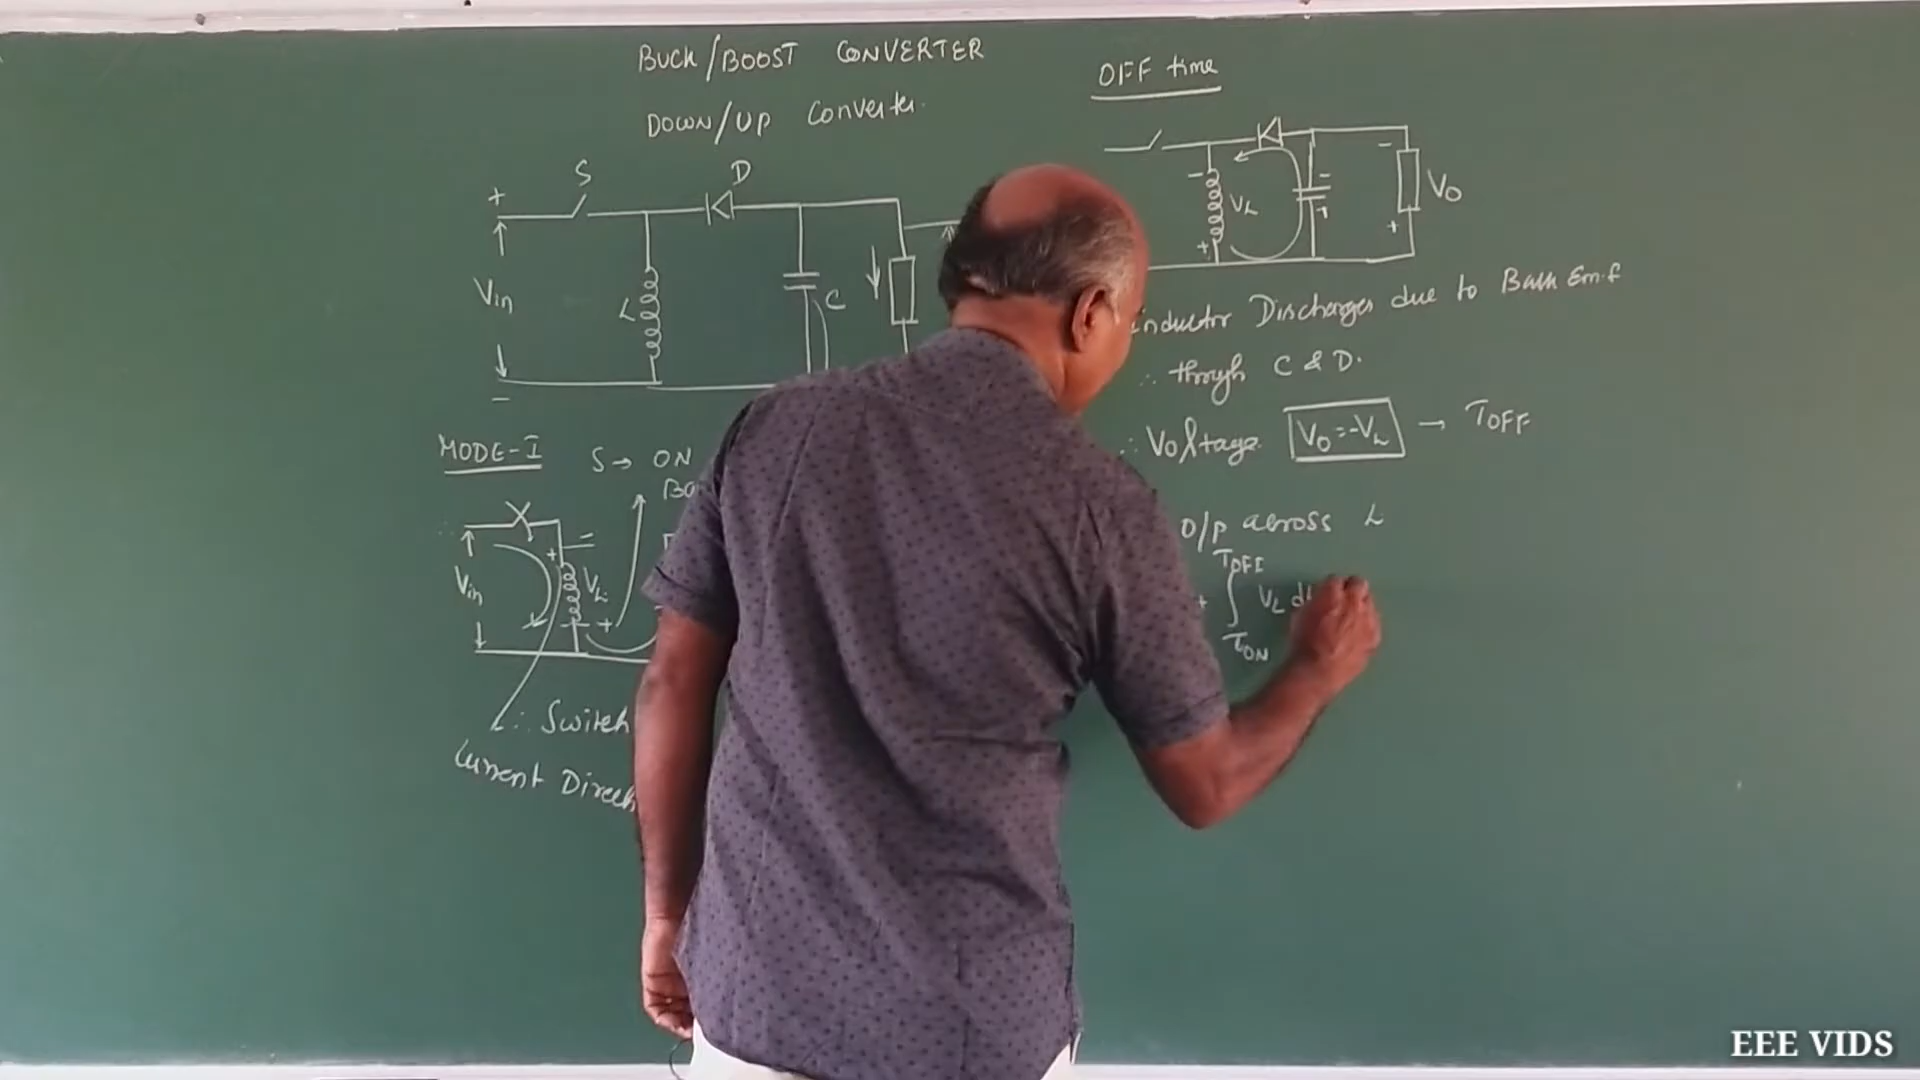 BUCK/BOOST CONVERTER
DOWN/UP Converter.
S
D
+
Vin
L
C
-
MODE-I
S → ON
X
+
Vin
VL
+
∴ Switch
Current Direct
OFF time
-
VL
+
-
+
VO
Inductor Discharges due to Back Em.f
∴ through C & D.
∴ Voltage VO = -VL → TOFF
O/P across L
TOFF
+ ∫ VL dt
TON
EEE VIDS